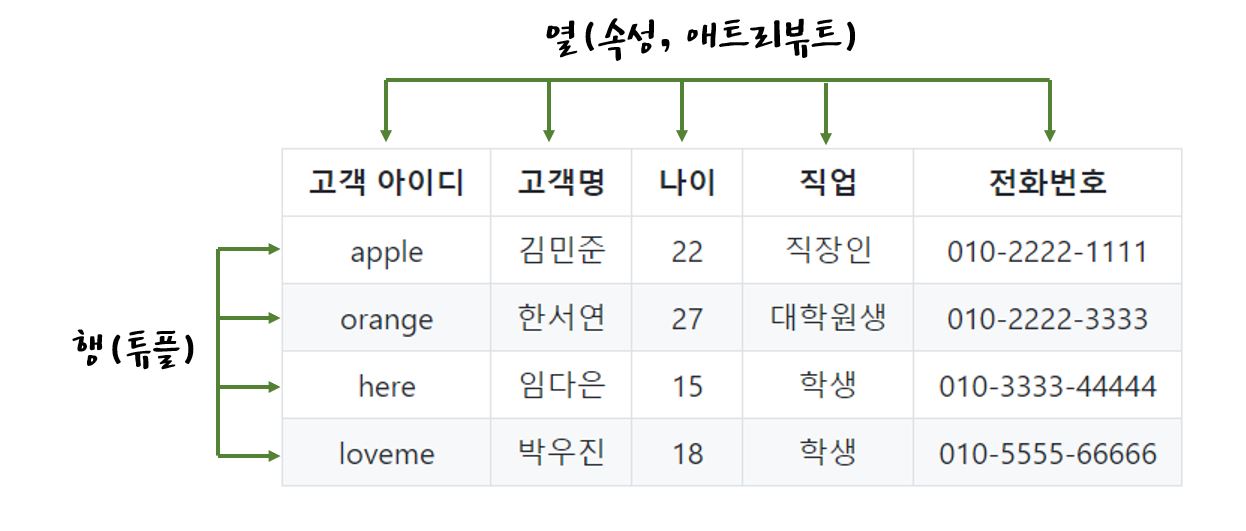 열(속성, 애트리뷰트)
고객 아이디 고객명 나이 직업 전화번호
apple 김민준 22 직장인 010-2222-1111
orange 한서연 27 대학원생 010-2222-3333
행(튜플)
here 임다은 15 학생 010-3333-44444
loveme 박우진 18 학생 010-5555-66666